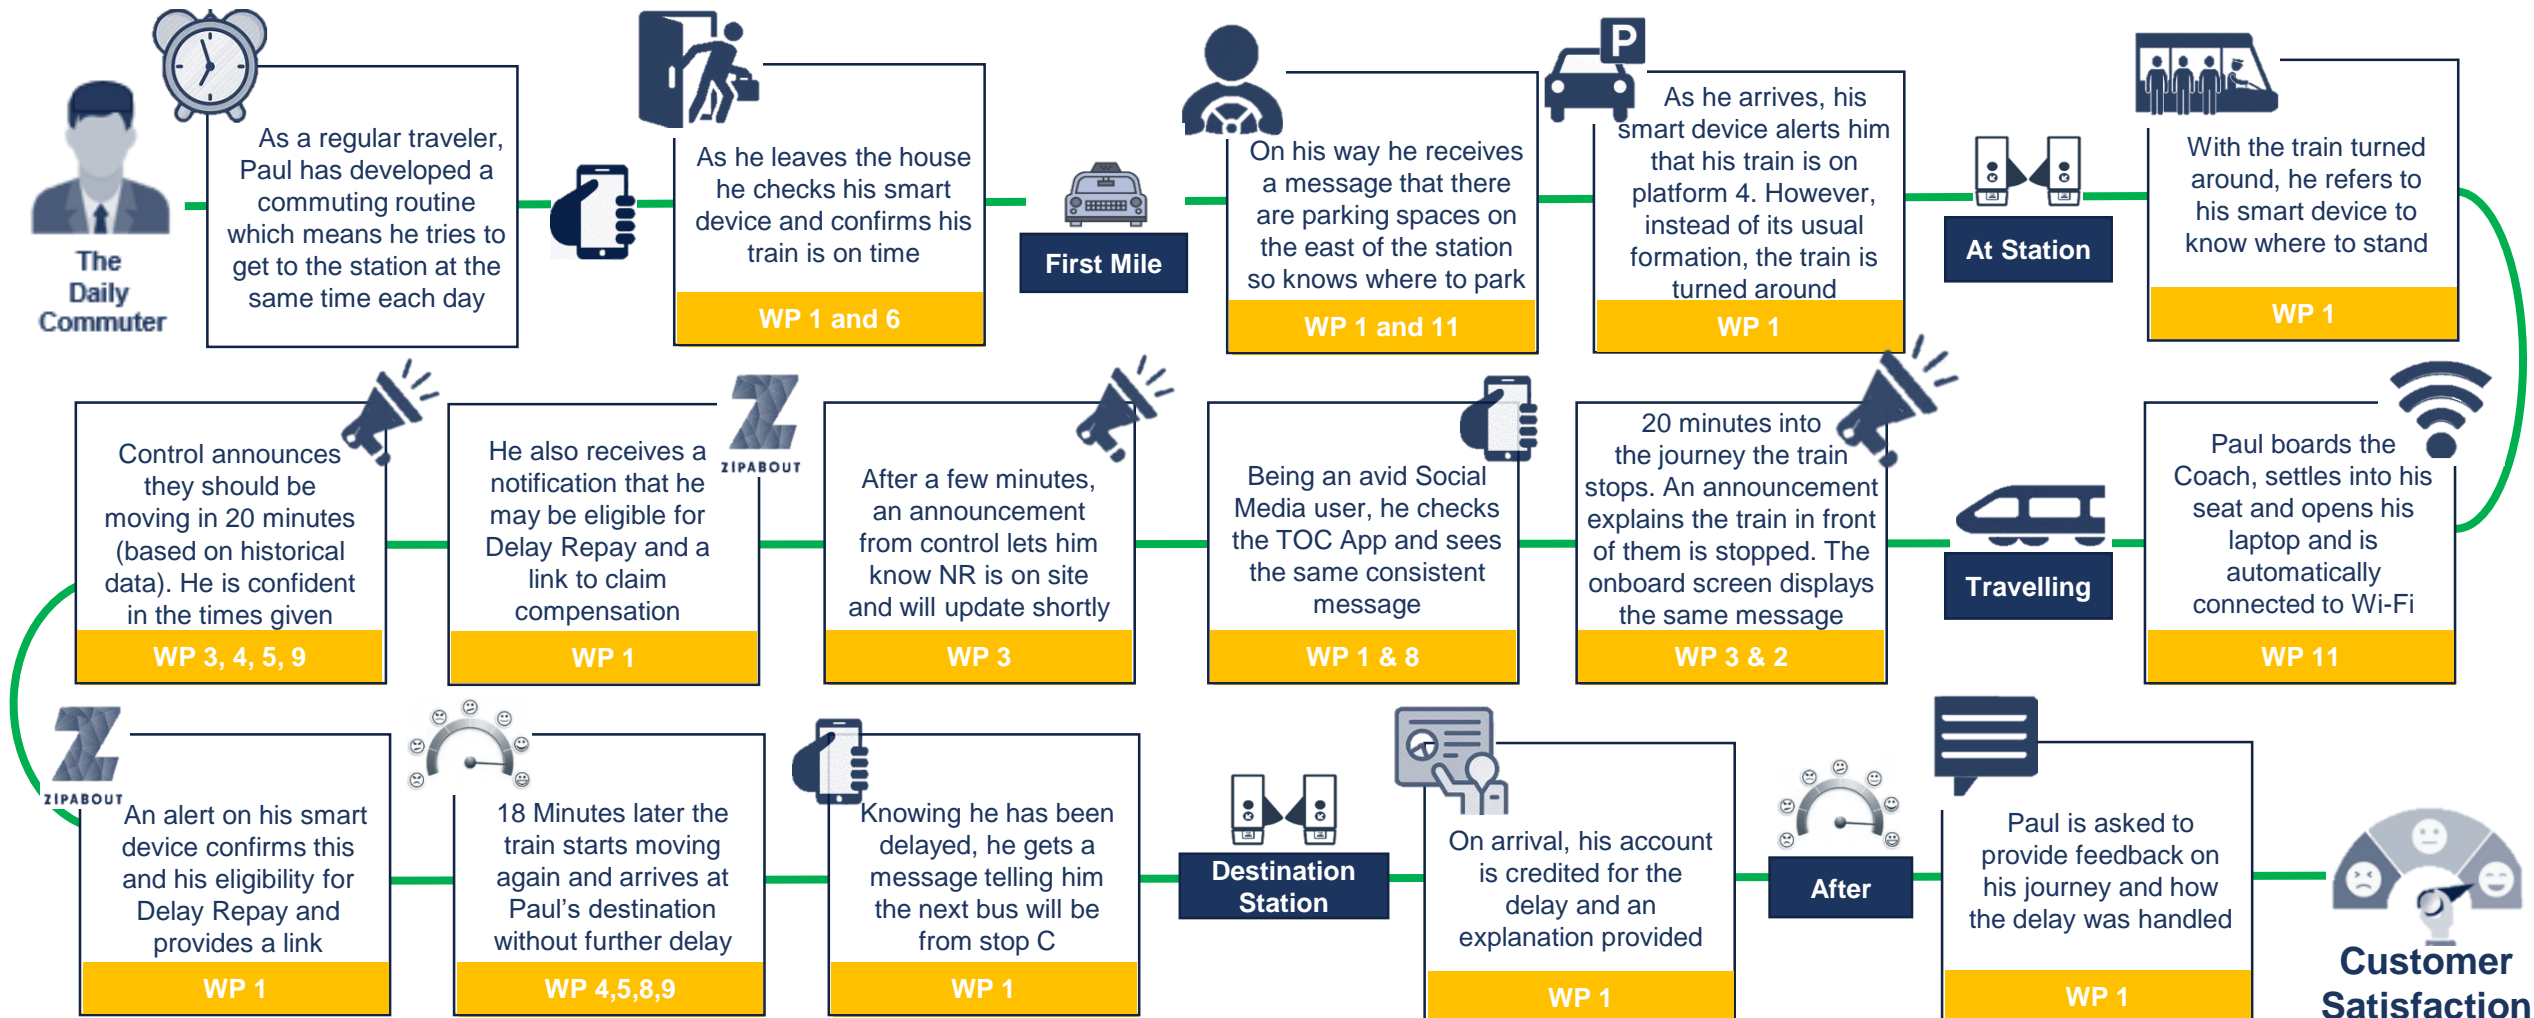 The
Daily
Commuter
As a regular traveler,
Paul has developed a
commuting routine
which means he tries to
get to the station at the
same time each day
As he leaves the house
he checks his smart
device and confirms his
train is on time
WP 1 and 6
First Mile
On his way he receives
a message that there
are parking spaces on
the east of the station
so knows where to park
WP 1 and 11
P
As he arrives, his
smart device alerts him
that his train is on
platform 4. However,
instead of its usual
formation, the train is
turned around
WP 1
At Station
With the train turned
around, he refers to
his smart device to
know where to stand
WP 1
Paul boards the
Coach, settles into his
seat and opens his
laptop and is
automatically
connected to Wi-Fi
WP 11
Travelling
20 minutes into
the journey the train
stops. An announcement
explains the train in front
of them is stopped. The
onboard screen displays
the same message
WP 3 & 2
Being an avid Social
Media user, he checks
the TOC App and sees
the same consistent
message
WP 1 & 8
After a few minutes,
an announcement
from control lets him
know NR is on site
and will update shortly
WP 3
ZIPABOUT
He also receives a
notification that he
may be eligible for
Delay Repay and a
link to claim
compensation
WP 1
Control announces
they should be
moving in 20 minutes
(based on historical
data). He is confident
in the times given
WP 3, 4, 5, 9
ZIPABOUT
An alert on his smart
device confirms this
and his eligibility for
Delay Repay and
provides a link
WP 1
18 Minutes later the
train starts moving
again and arrives at
Paul's destination
without further delay
WP 4,5,8,9
Knowing he has been
delayed, he gets a
message telling him
the next bus will be
from stop C
WP 1
Destination
Station
On arrival, his account
is credited for the
delay and an
explanation provided
WP 1
After
Paul is asked to
provide feedback on
his journey and how
the delay was handled
WP 1
Customer
Satisfaction